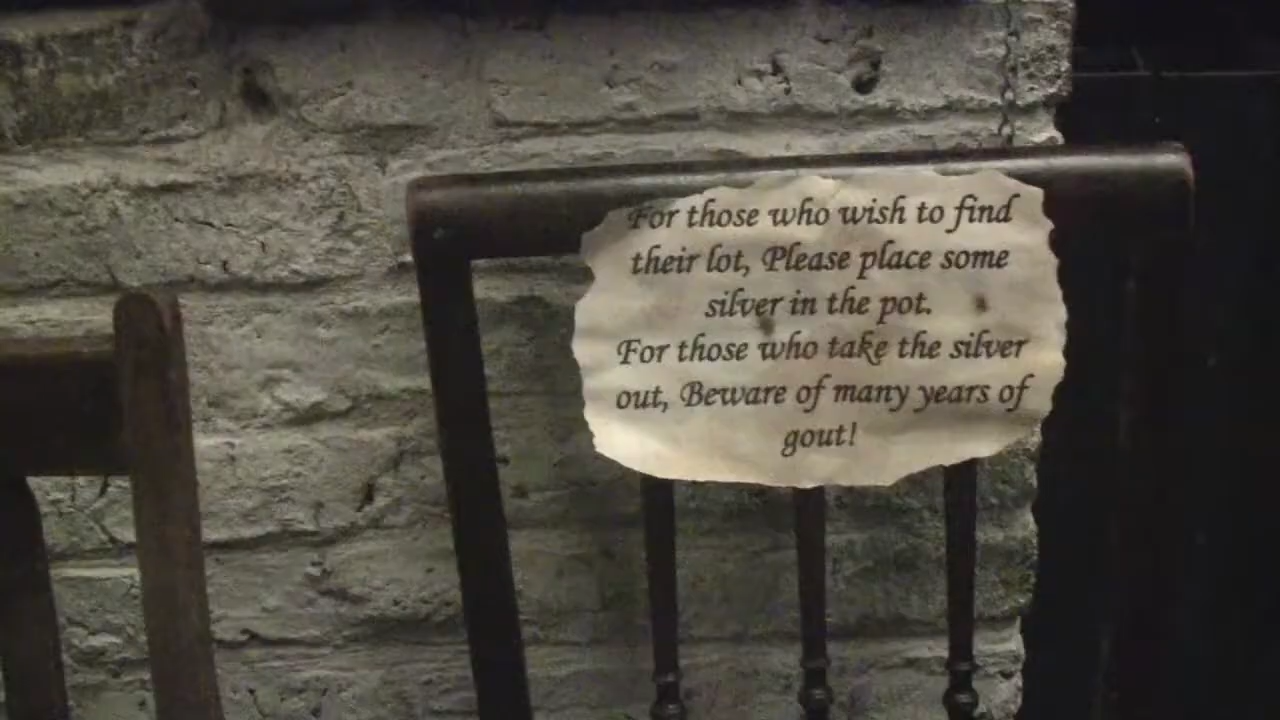 For those who wish to find
their lot, Please place some
silver in the pot.
For those who take the silver
out, Beware of many years of
gout!